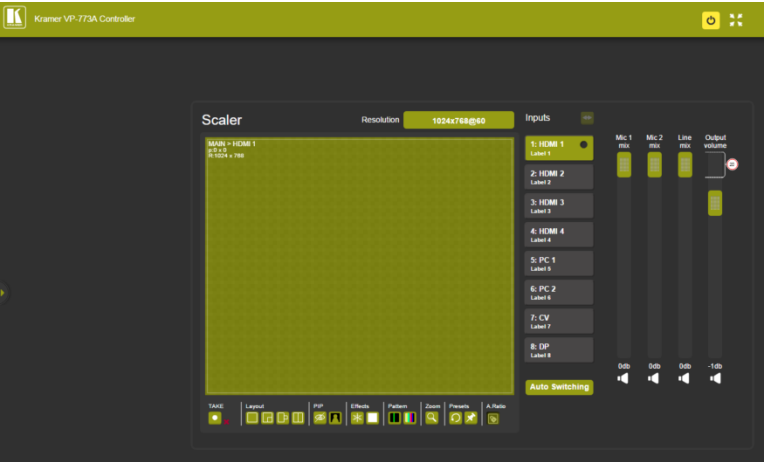 Kramer VP-773A Controller
Scaler
Resolution
1024x768@60
Inputs
MAIN > HDMI 1
p:0 x 0
R:1024 x 768
1: HDMI 1
Label 1
2: HDMI 2
Label 2
3: HDMI 3
Label 3
4: HDMI 4
Label 4
5: PC 1
Label 5
6: PC 2
Label 6
7: CV
Label 7
8: DP
Label 8
Auto Switching
Mic 1
mix
Mic 2
mix
Line
mix
Output
volume
0db
0db
0db
-1db
TAKE
Layout
PIP
Effects
Pattern
Zoom
Presets
A.Ratio